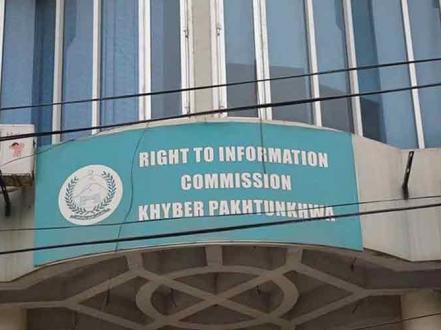 RIGHT TO INFORMATION
COMMISSION
KHYBER PAKHTUNKHWA